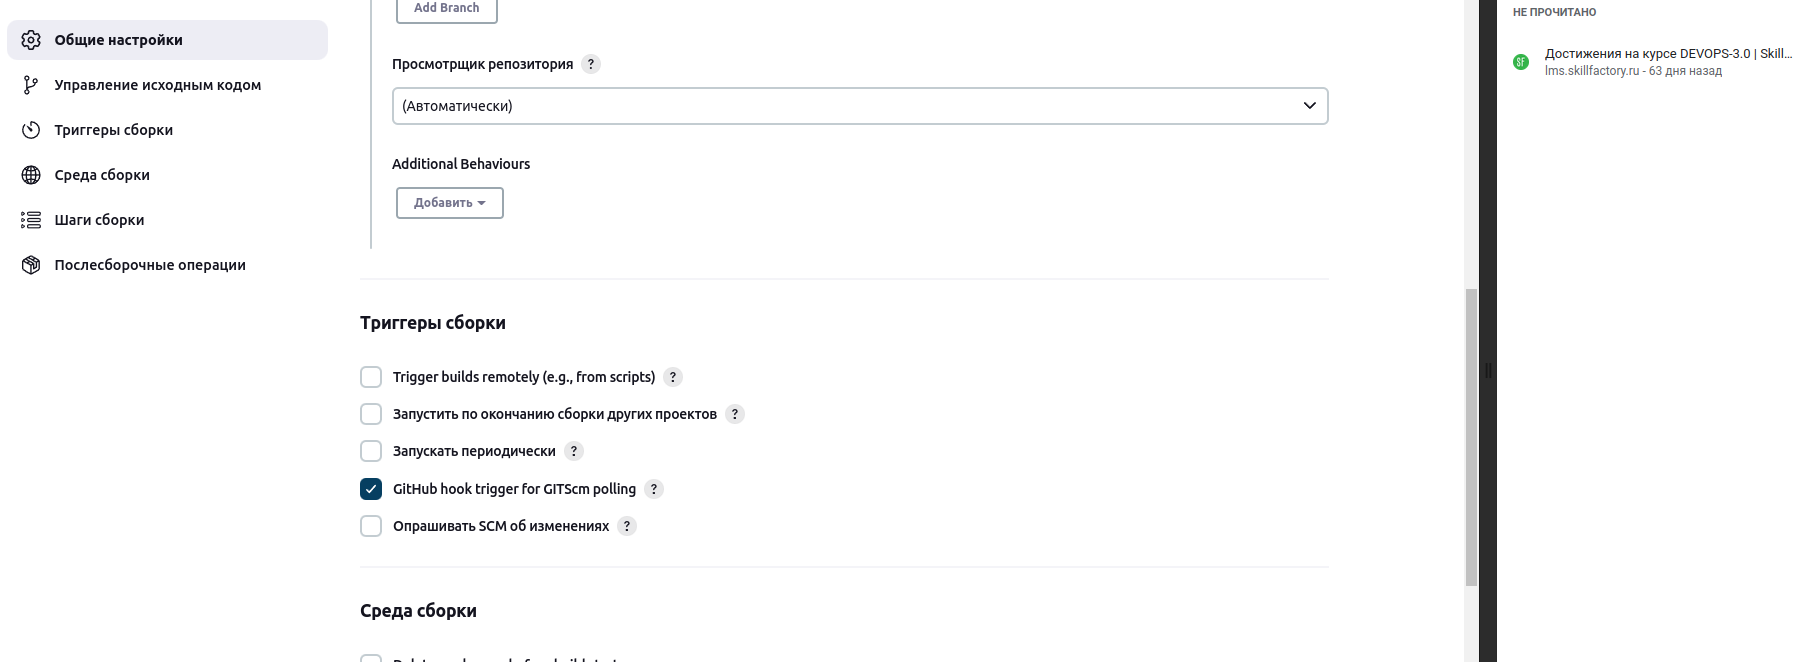 Общие настройки
Управление исходным кодом
Триггеры сборки
Среда сборки
Шаги сборки
Послесборочные операции
Add Branch
Просмотрщик репозитория ?
(Автоматически)
Additional Behaviours
Добавить
Триггеры сборки
Trigger builds remotely (e.g., from scripts) ?
Запустить по окончанию сборки других проектов ?
Запускать периодически ?
GitHub hook trigger for GITScm polling ?
Опрашивать SCM об изменениях ?
Среда сборки
НЕ ПРОЧИТАНО
SF
Достижения на курсе DEVOPS-3.0 | Skill...
lms.skillfactory.ru - 63 дня назад